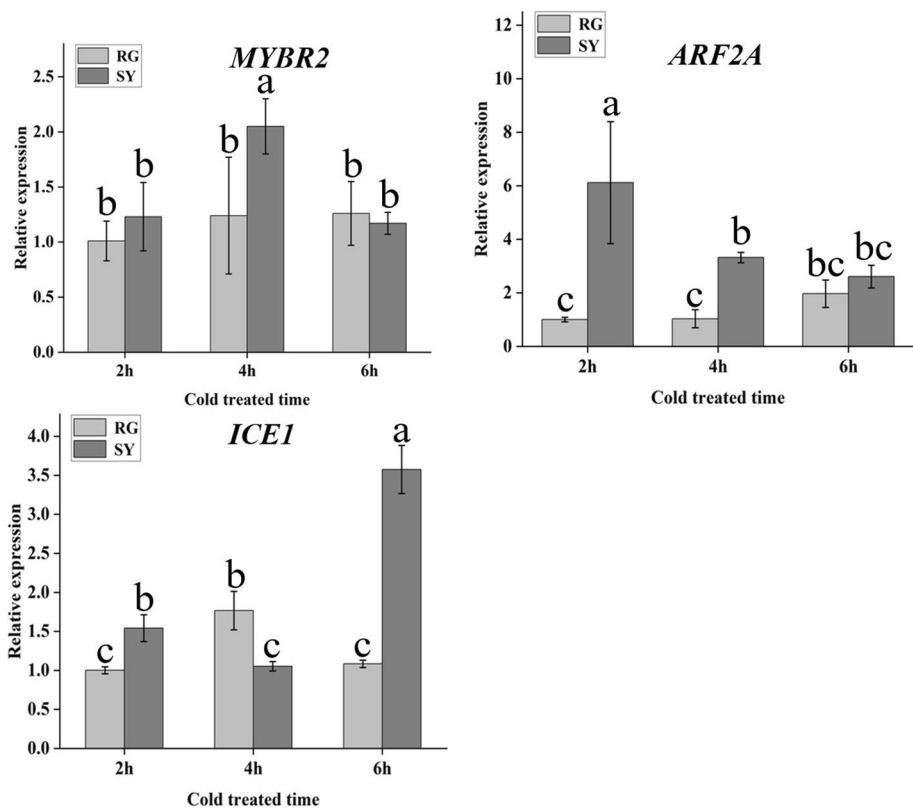 RG
SY
MYBR2
2.5
2.0
1.5
1.0
0.5
0.0
Relative expression
b
b
b
a
b
b
2h
4h
6h
Cold treated time
RG
SY
ARF2A
12
10
8
6
4
2
0
Relative expression
c
a
c
b
bc
bc
2h
4h
6h
Cold treated time
RG
SY
ICE1
4.0
3.5
3.0
2.5
2.0
1.5
1.0
0.5
0.0
Relative expression
c
b
b
c
c
a
2h
4h
6h
Cold treated time